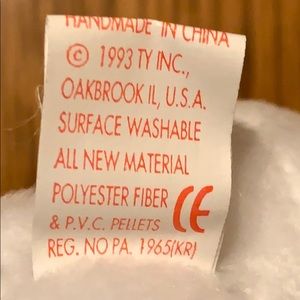 HANDMADE IN CHINA
© 1993 TY INC.,
OAKBROOK IL, U.S.A.
SURFACE WASHABLE
ALL NEW MATERIAL
POLYESTER FIBER CE
& P.V.C. PELLETS
REG. NO PA. 1965(KR)